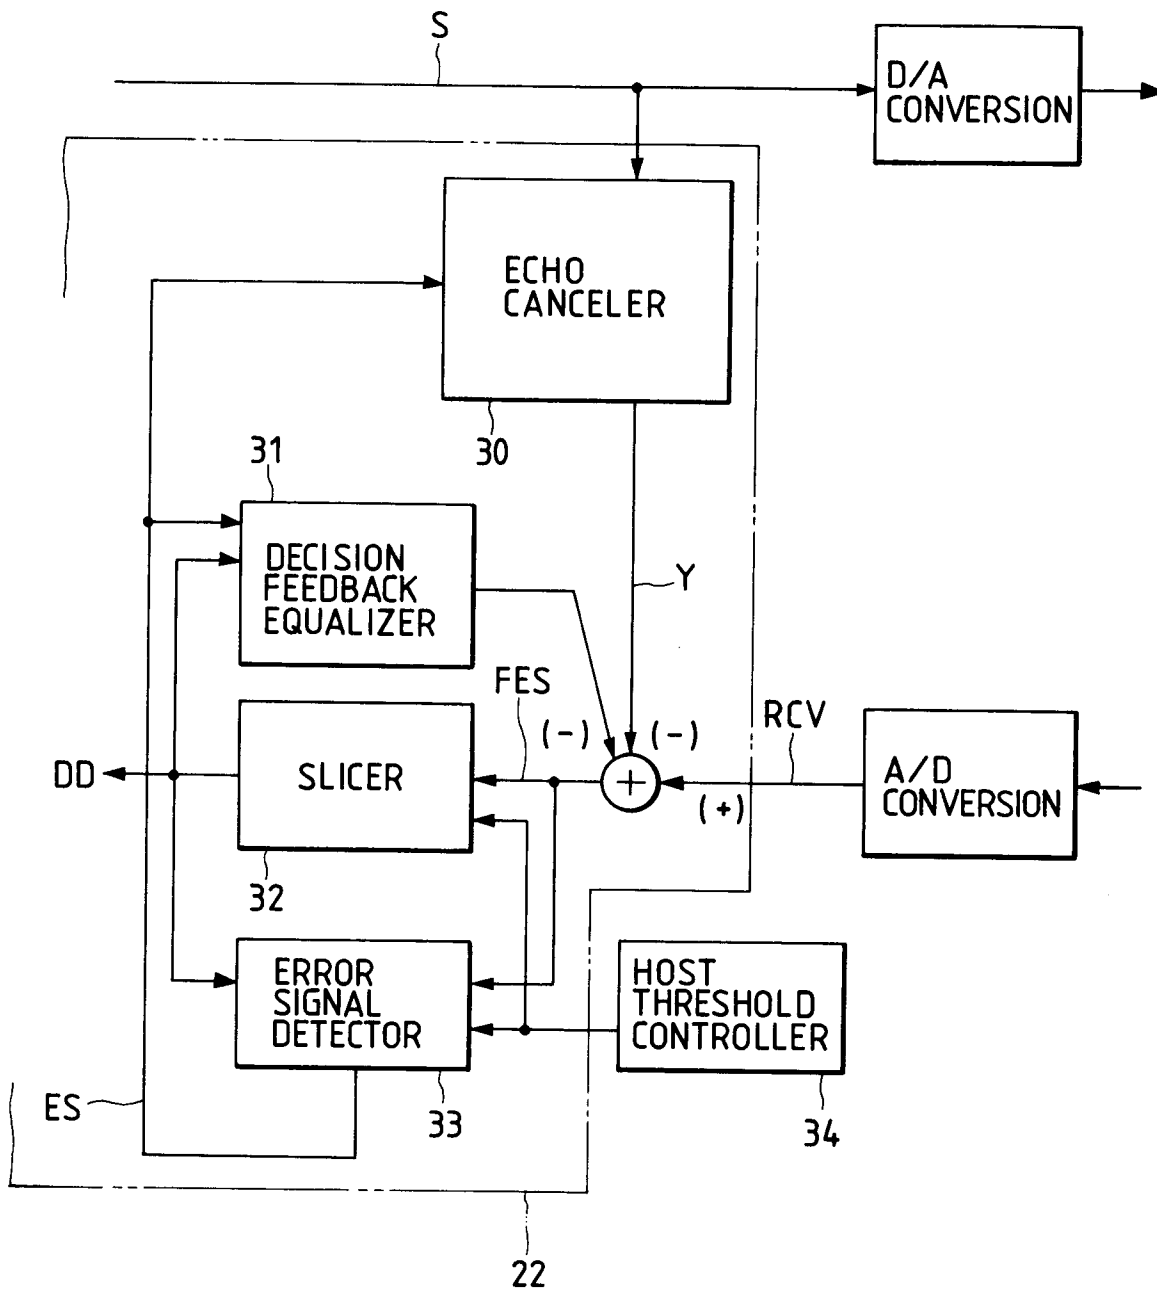 S
D/A
CONVERSION
ECHO
CANCELER
30
31
DECISION
FEEDBACK
EQUALIZER
Y
FES
(-)
(-)
RCV
DD
SLICER
(+)
A/D
CONVERSION
32
ERROR
SIGNAL
DETECTOR
HOST
THRESHOLD
CONTROLLER
ES
33
34
22